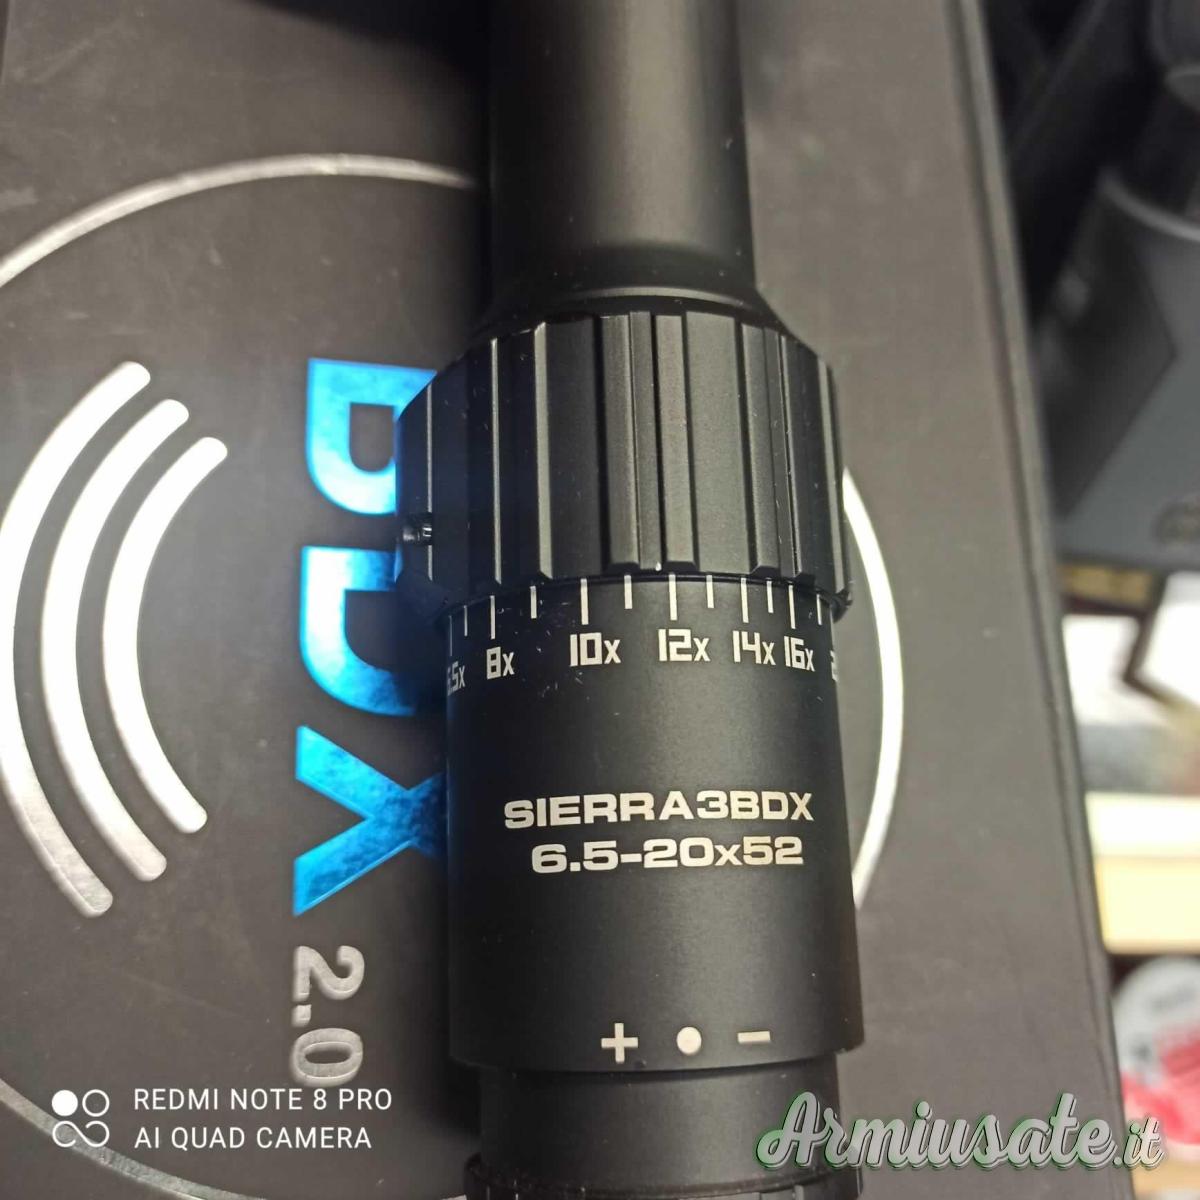 BDX
2.0
8x 10x 12x 14x 16x
SIERRA3BDX
6.5-20x52
+ • −
REDMI NOTE 8 PRO
AI QUAD CAMERA
Armiusate.it